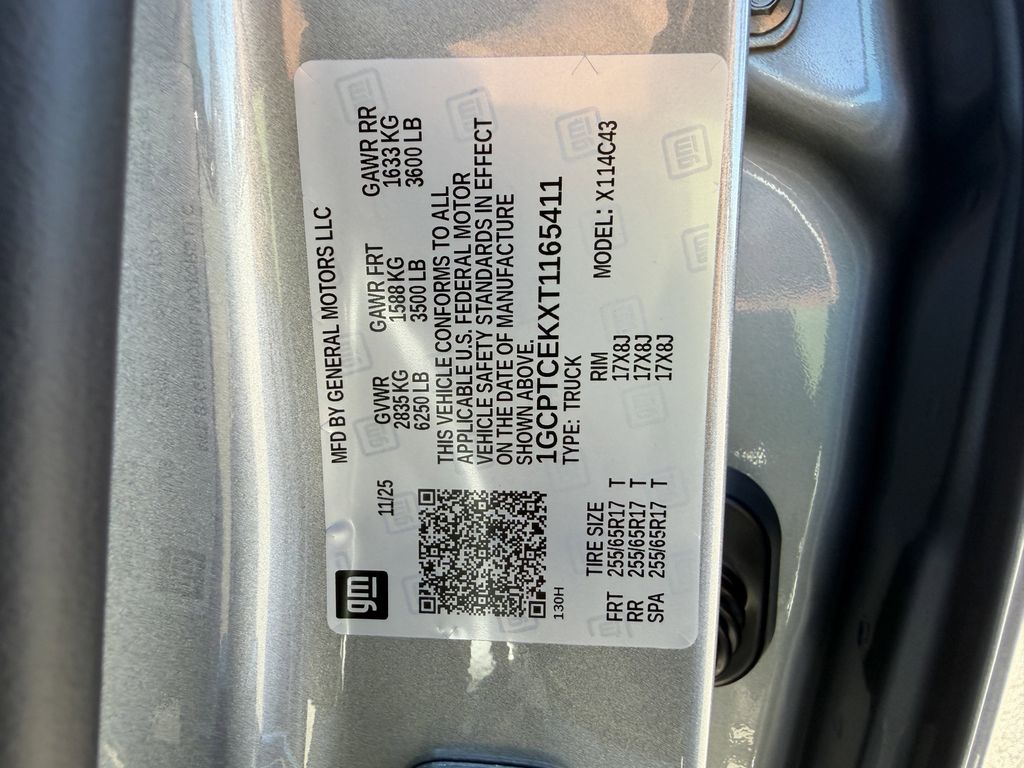 gm
11/25
MFD BY GENERAL MOTORS LLC
GVWR GAWR FRT GAWR RR
2835 KG 1588 KG 1633 KG
6250 LB 3500 LB 3600 LB
THIS VEHICLE CONFORMS TO ALL
APPLICABLE U.S. FEDERAL MOTOR
VEHICLE SAFETY STANDARDS IN EFFECT
ON THE DATE OF MANUFACTURE
SHOWN ABOVE.
1GCPTCEKXT1165411
130H
TYPE: TRUCK MODEL: X114C43
TIRE SIZE RIM
FRT 255/65R17 T 17X8J
RR 255/65R17 T 17X8J
SPA 255/65R17 T 17X8J